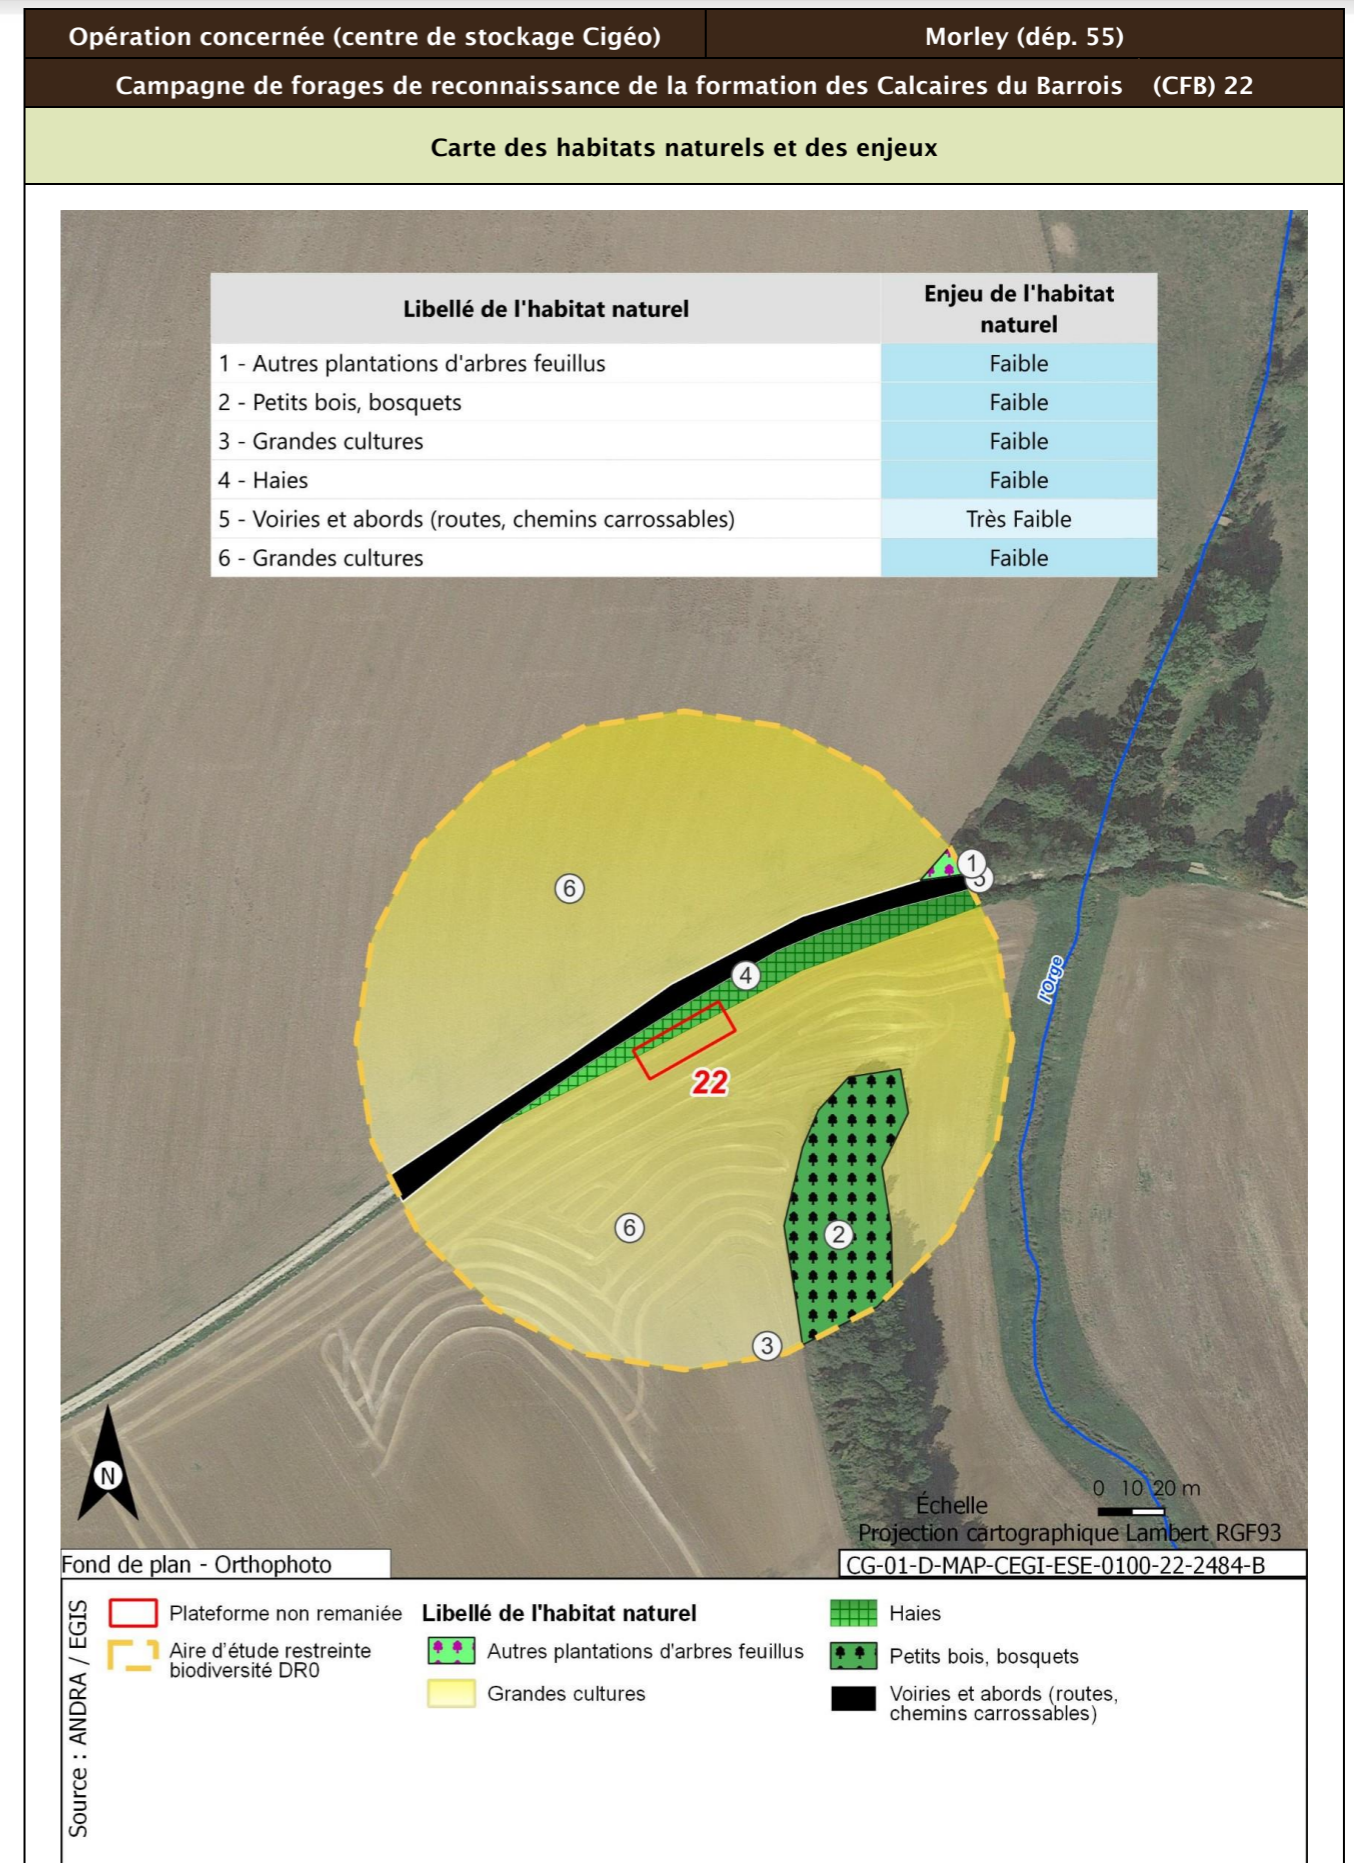 Opération concernée (centre de stockage Cigéo)
Morley (dép. 55)
Campagne de forages de reconnaissance de la formation des Calcaires du Barrois (CFB) 22
Carte des habitats naturels et des enjeux
Libellé de l'habitat naturel
Enjeu de l'habitat
naturel
1 - Autres plantations d'arbres feuillus
Faible
2 - Petits bois, bosquets
Faible
3 - Grandes cultures
Faible
4 - Haies
Faible
5 - Voiries et abords (routes, chemins carrossables)
Très Faible
6 - Grandes cultures
Faible
1
5
6
4
l'Orge
22
6
2
3
N
0 10 20 m
Échelle
Projection cartographique Lambert RGF93
Fond de plan - Orthophoto
CG-01-D-MAP-CEGI-ESE-0100-22-2484-B
Source : ANDRA / EGIS
Plateforme non remaniée
Aire d'étude restreinte
biodiversité DR0
Libellé de l'habitat naturel
Autres plantations d'arbres feuillus
Grandes cultures
Haies
Petits bois, bosquets
Voiries et abords (routes,
chemins carrossables)